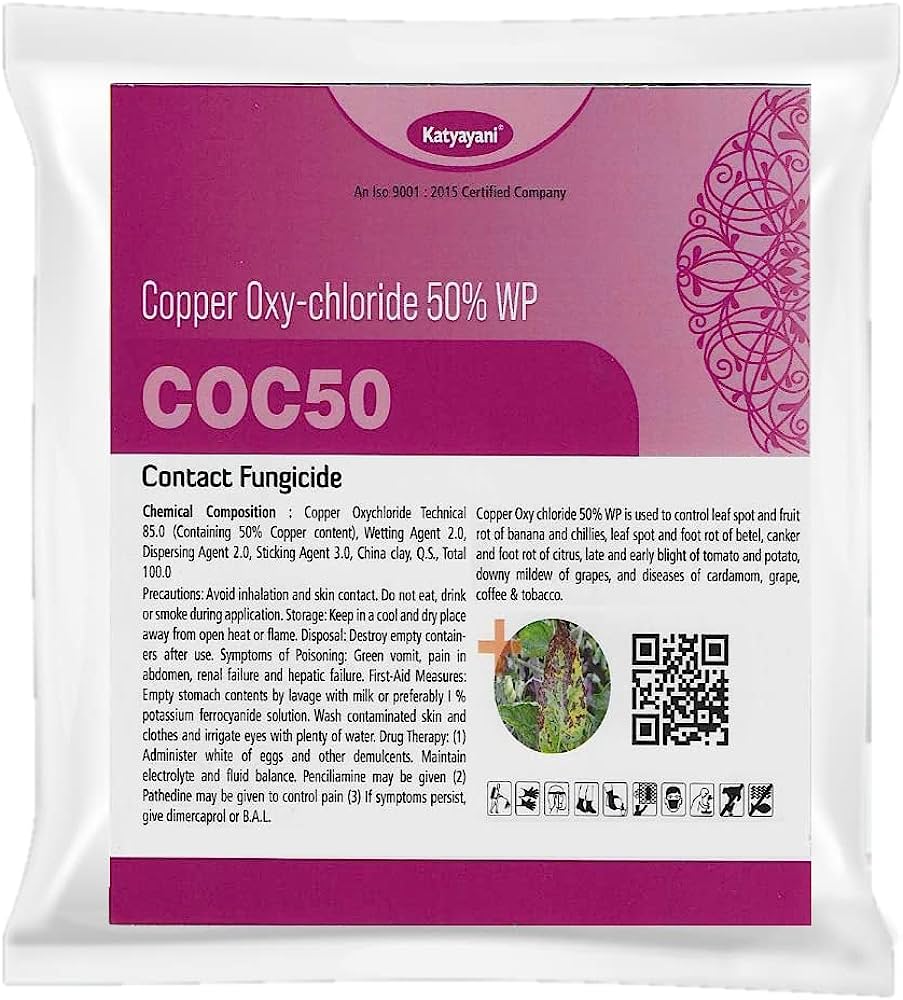 Katyayani®
An Iso 9001 : 2015 Certified Company
Copper Oxy-chloride 50% WP
COC50
Contact Fungicide
Chemical Composition : Copper Oxychloride Technical
85.0 (Containing 50% Copper content), Wetting Agent 2.0,
Dispersing Agent 2.0, Sticking Agent 3.0, China clay, Q.S., Total
100.0
Precautions: Avoid inhalation and skin contact. Do not eat, drink
or smoke during application. Storage: Keep in a cool and dry place
away from open heat or flame. Disposal: Destroy empty contain-
ers after use. Symptoms of Poisoning: Green vomit, pain in
abdomen, renal failure and hepatic failure. First-Aid Measures:
Empty stomach contents by lavage with milk or preferably I %
potassium ferrocyanide solution. Wash contaminated skin and
clothes and irrigate eyes with plenty of water. Drug Therapy: (1)
Administer white of eggs and other demulcents. Maintain
electrolyte and fluid balance. Penciliamine may be given (2)
Pathedine may be given to control pain (3) If symptoms persist,
give dimercaprol or B.A.L.
Copper Oxy chloride 50% WP is used to control leaf spot and fruit
rot of banana and chillies, leaf spot and foot rot of betel, canker
and foot rot of citrus, late and early blight of tomato and potato,
downy mildew of grapes, and diseases of cardamom, grape,
coffee & tobacco.